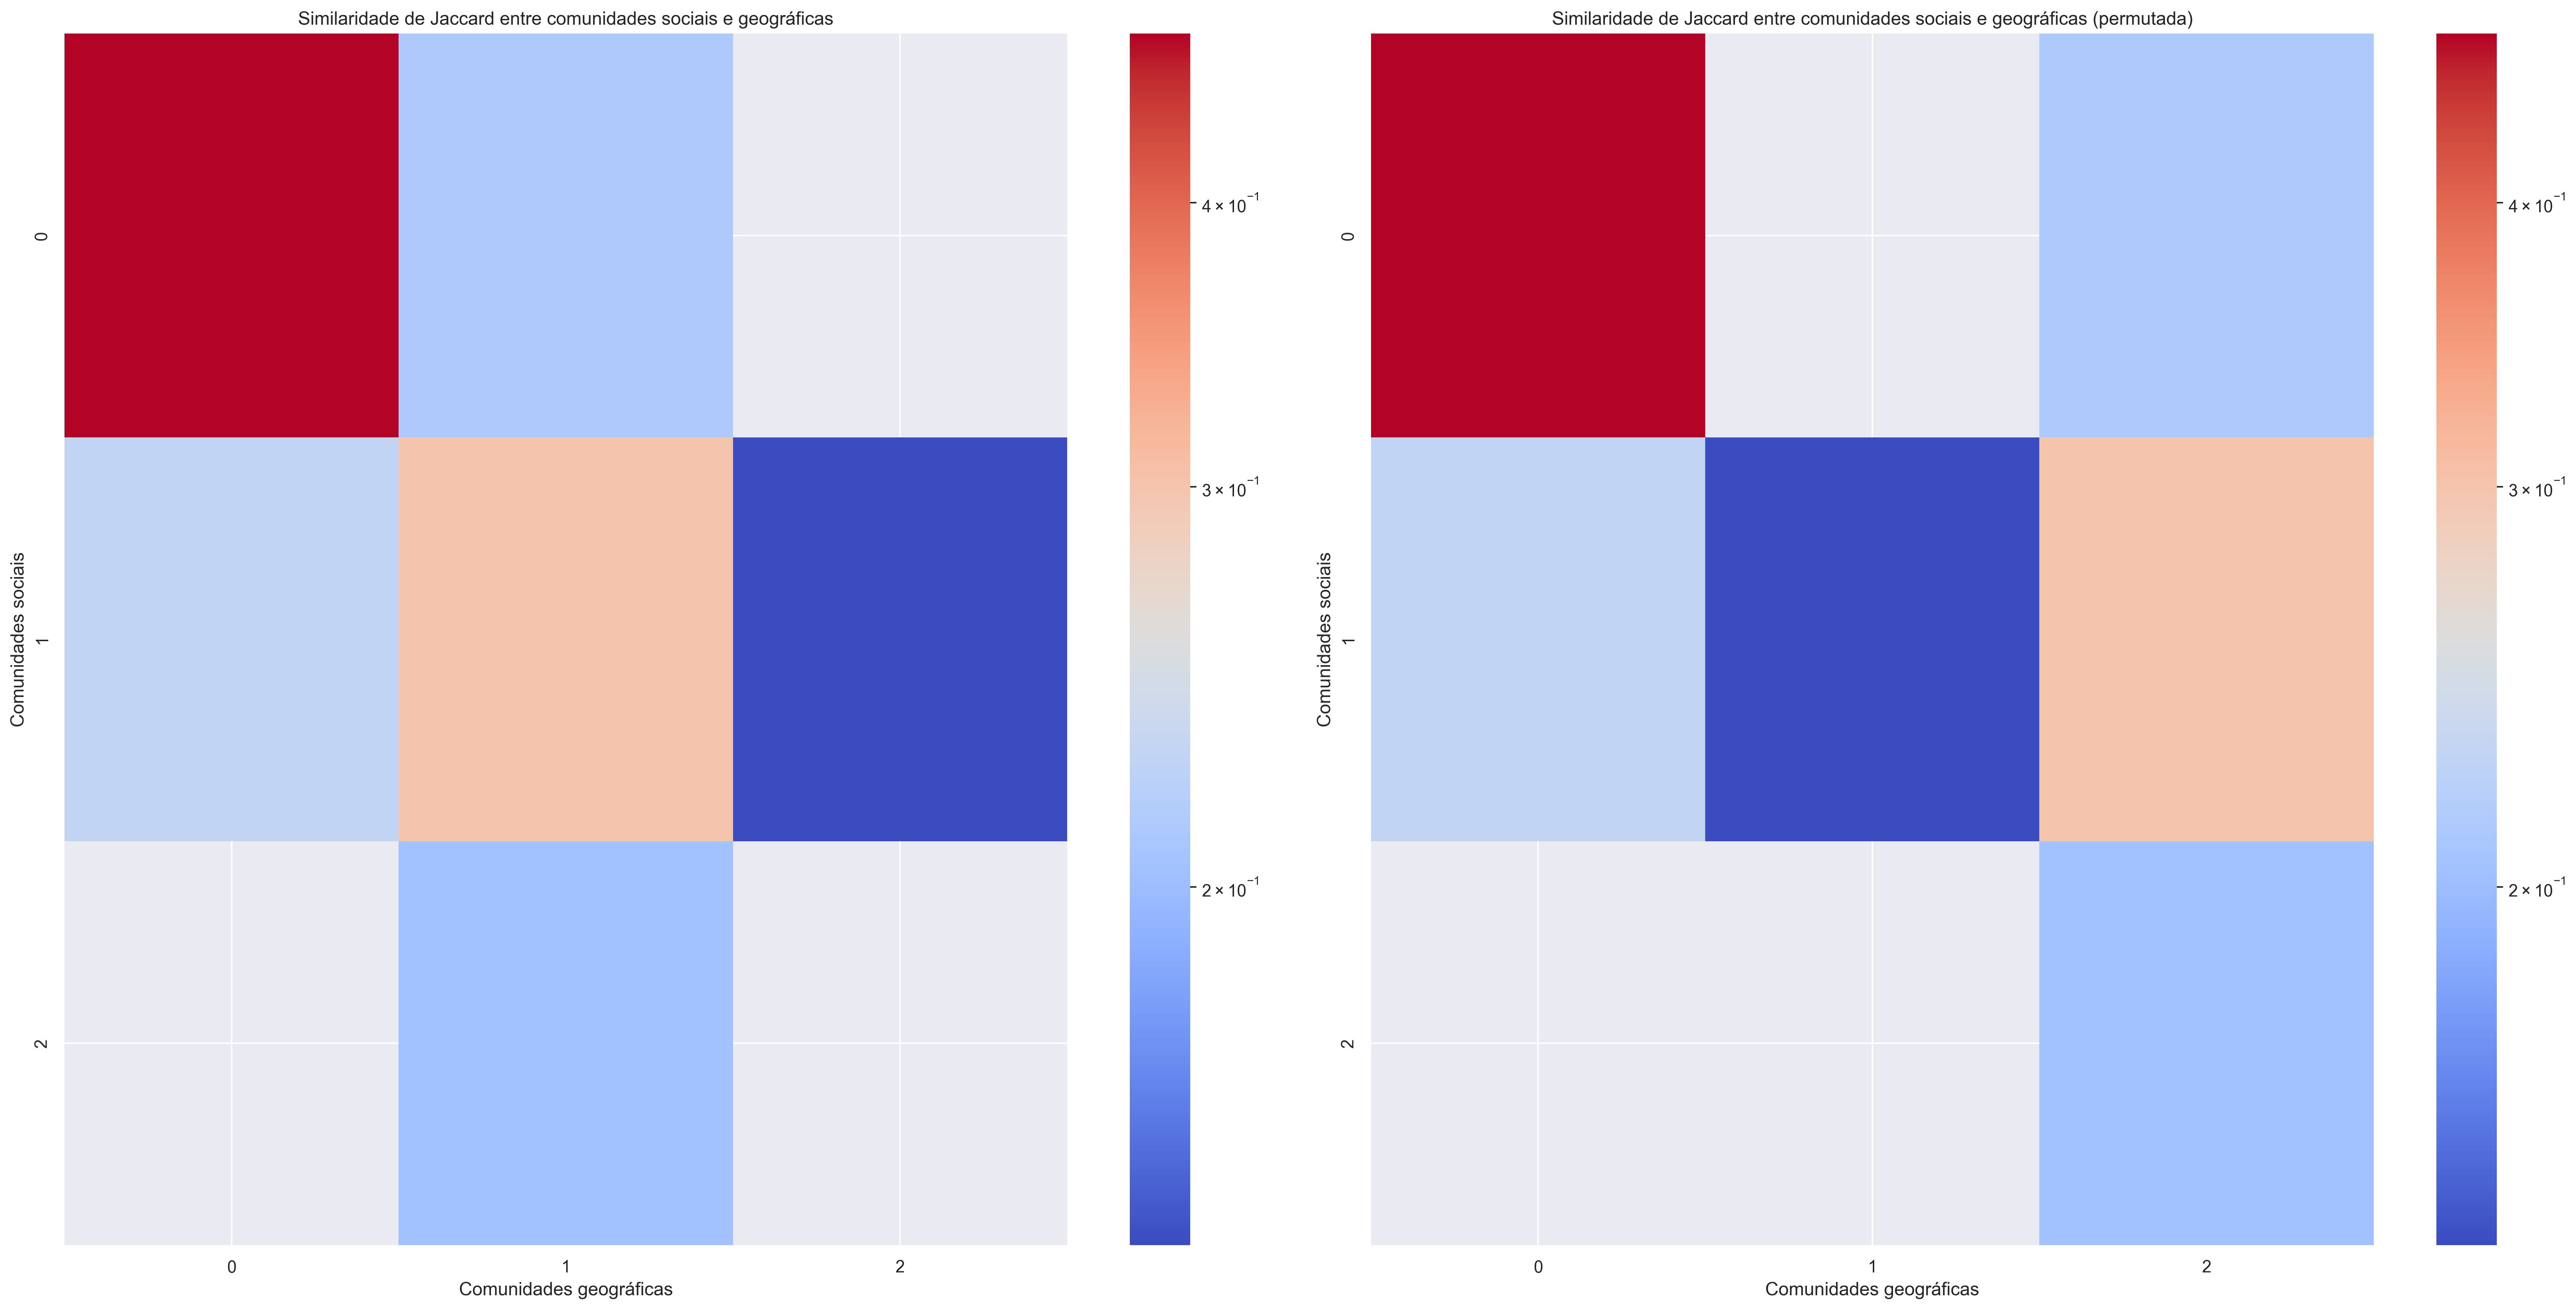 Similaridade de Jaccard entre comunidades sociais e geográficas
Comunidades sociais
0
1
2
0 1 2
Comunidades geográficas
4 × 10⁻¹
3 × 10⁻¹
2 × 10⁻¹
Similaridade de Jaccard entre comunidades sociais e geográficas (permutada)
Comunidades sociais
0
1
2
0 1 2
Comunidades geográficas
4 × 10⁻¹
3 × 10⁻¹
2 × 10⁻¹